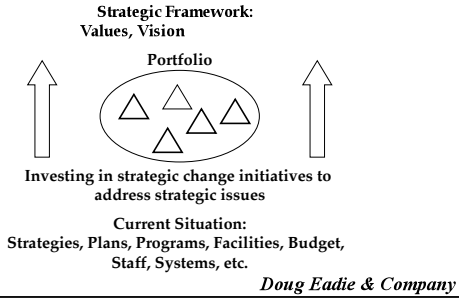 Strategic Framework:
Values, Vision
Portfolio
Investing in strategic change initiatives to
address strategic issues
Current Situation:
Strategies, Plans, Programs, Facilities, Budget,
Staff, Systems, etc.
Doug Eadie & Company